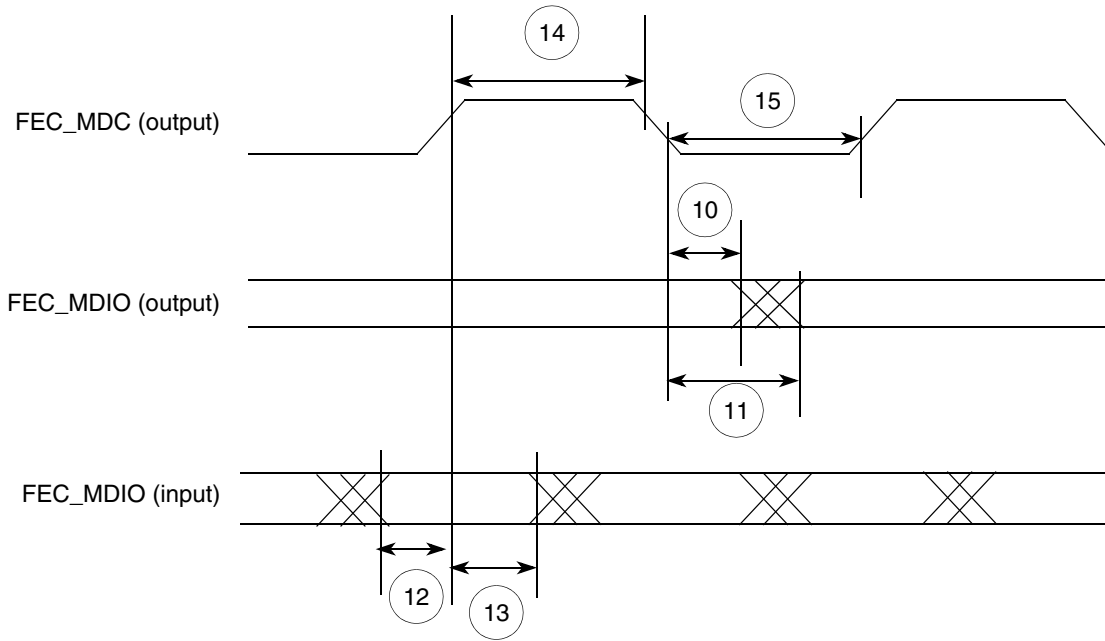 14
FEC_MDC (output)
15
10
FEC_MDIO (output)
11
FEC_MDIO (input)
12
13